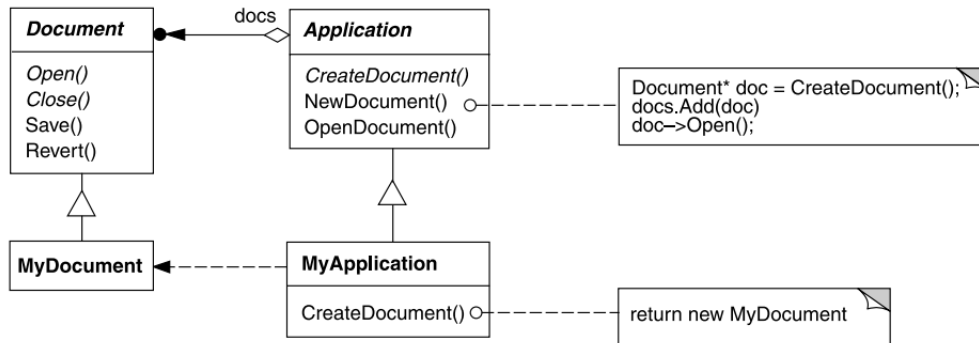 docs
Document
Open()
Close()
Save()
Revert()
Application
CreateDocument()
NewDocument()
OpenDocument()
Document* doc = CreateDocument();
docs.Add(doc)
doc->Open();
MyDocument
MyApplication
CreateDocument()
return new MyDocument